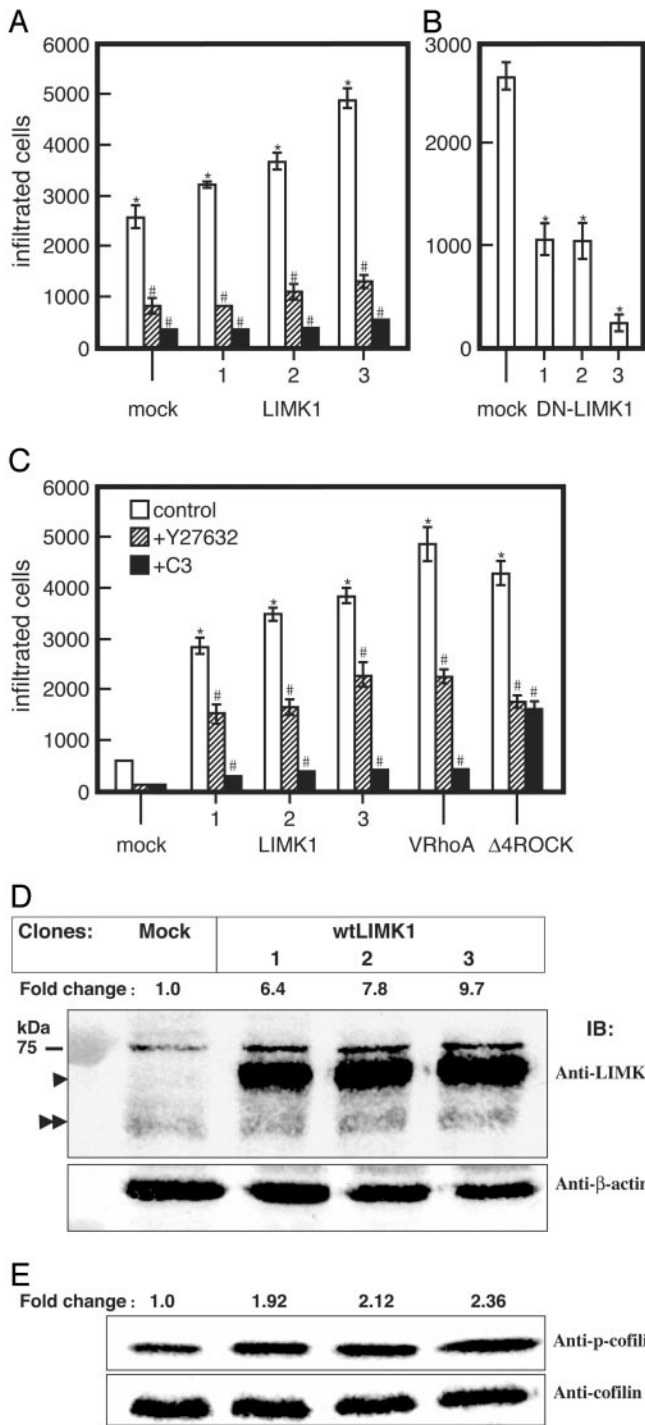 A
6000
5000
4000
3000
2000
1000
0
infiltrated cells
* * * *
# # # # # # # #
1 2 3
mock LIMK1
B
3000
2000
1000
0
* * *
1 2 3
mock DN-LIMK1
C
6000
5000
4000
3000
2000
1000
0
infiltrated cells
control
+Y27632
+C3
* * * * *
# # # # # # # # # #
1 2 3
mock LIMK1 VRhoA Δ4ROCK
D
Clones: Mock wtLIMK1
1 2 3
Fold change : 1.0 6.4 7.8 9.7
kDa
75
IB:
Anti-LIMK
Anti-β-actin
E
Fold change : 1.0 1.92 2.12 2.36
Anti-p-cofili
Anti-cofilin